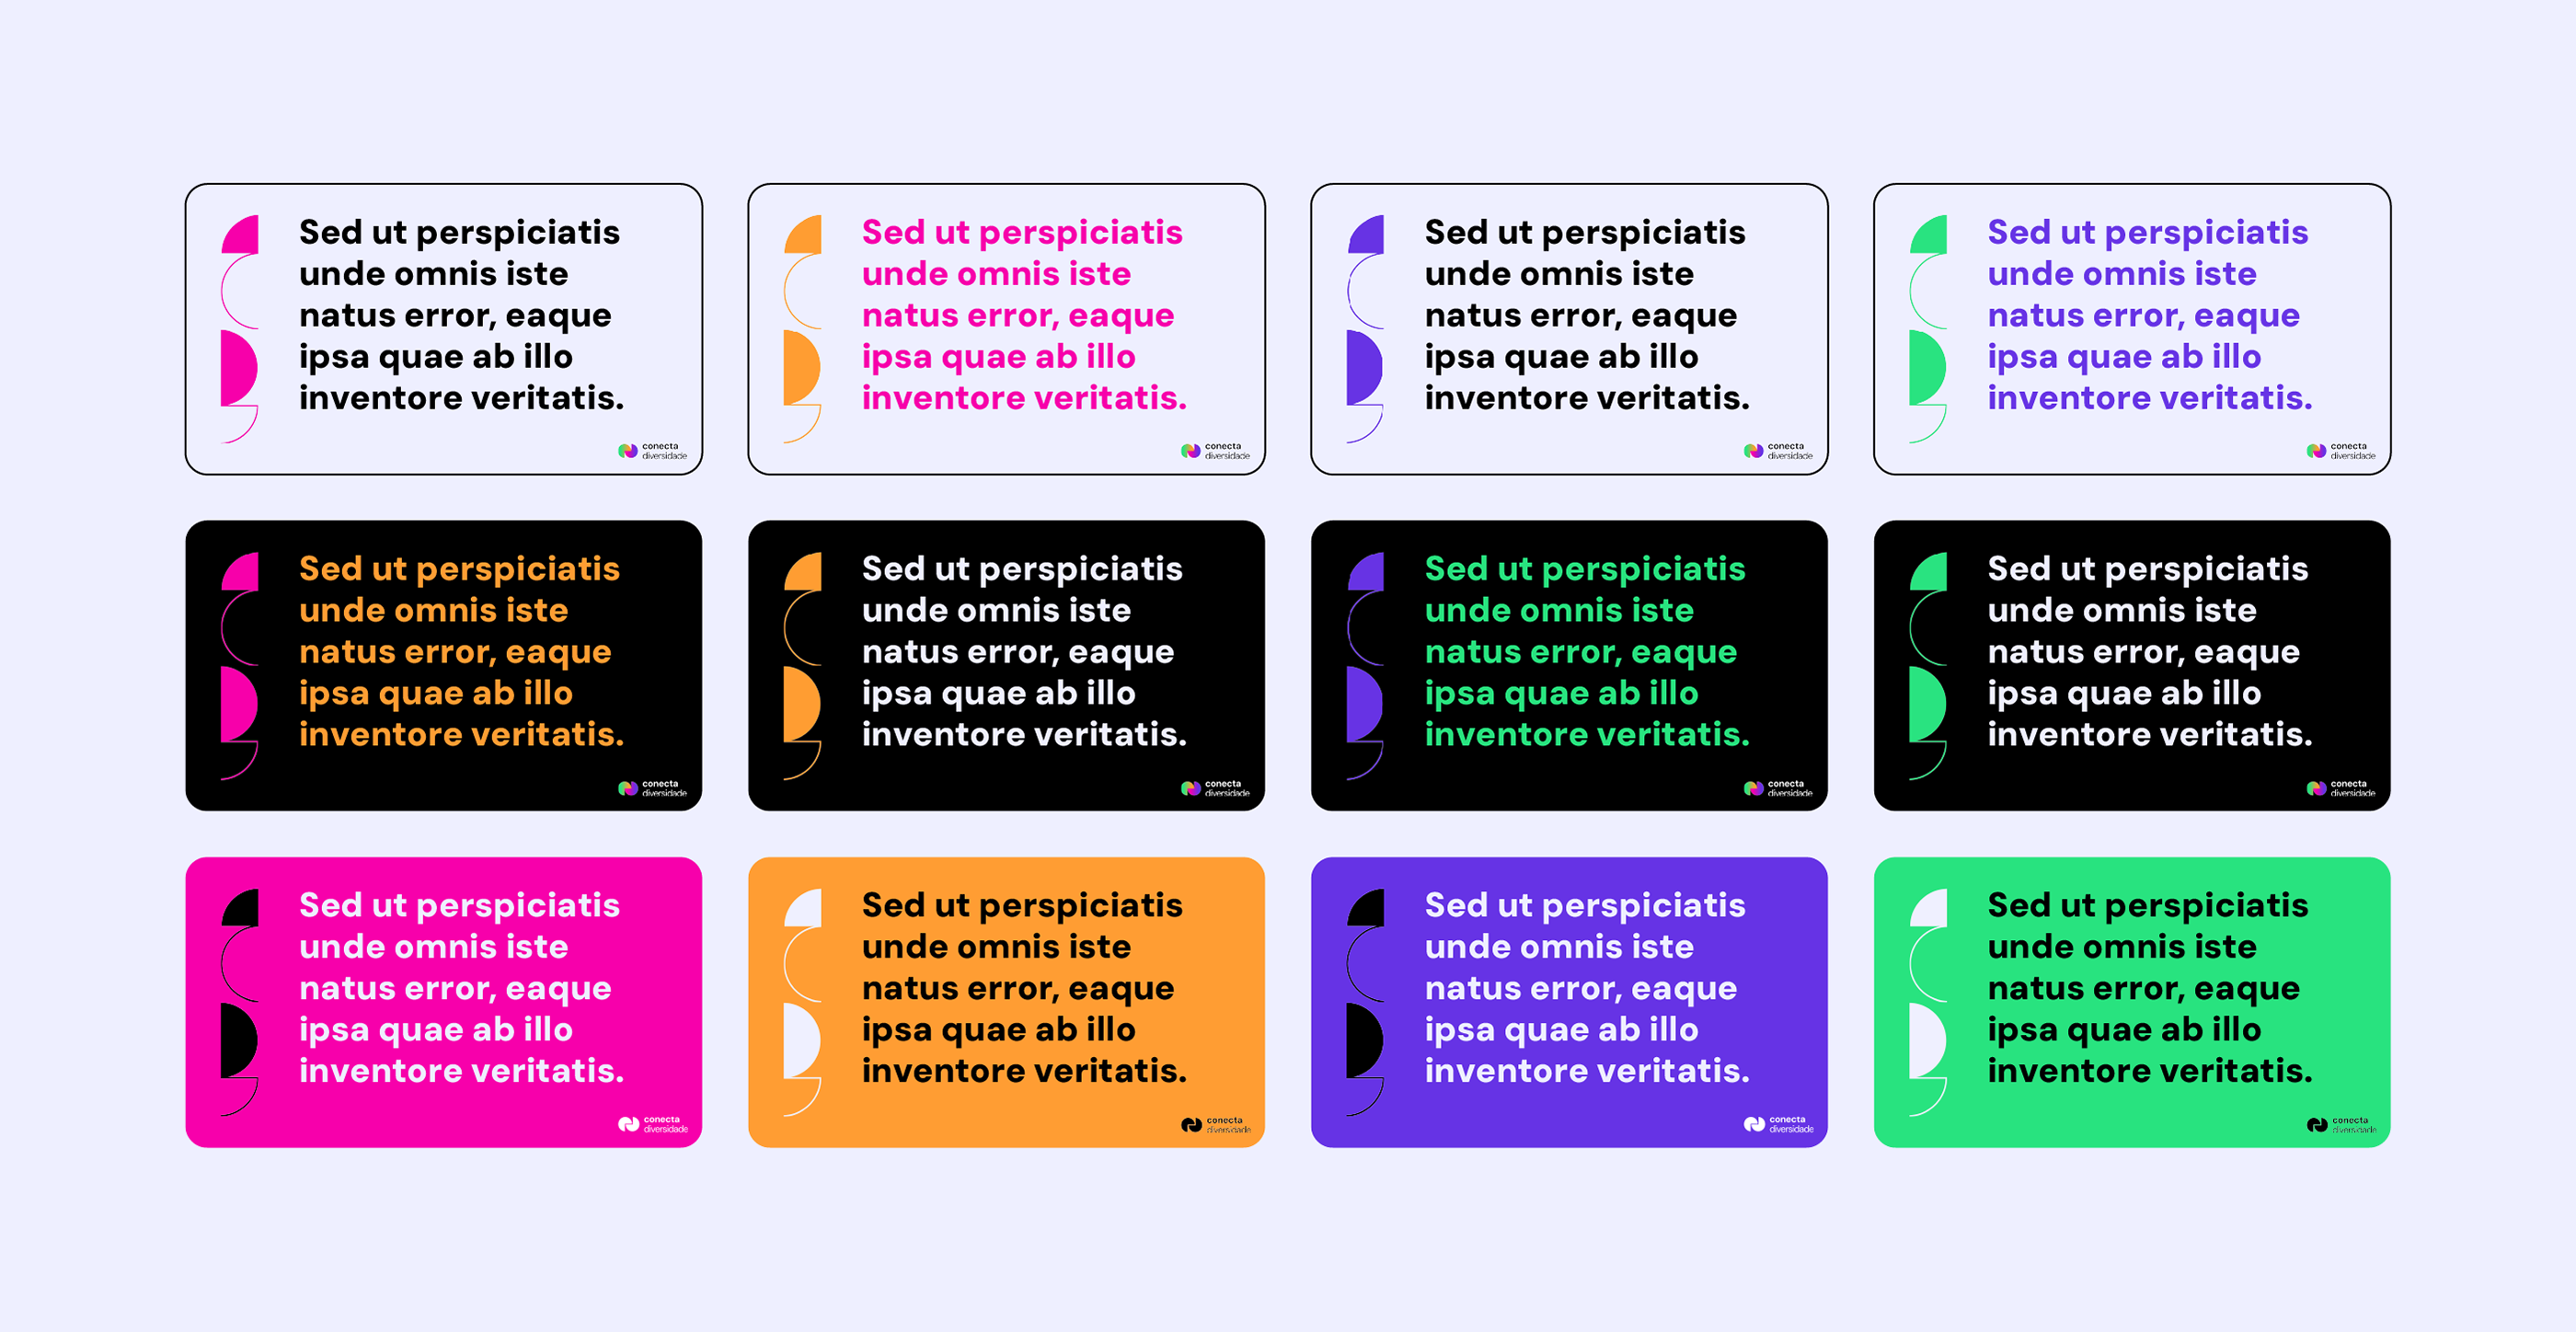 Sed ut perspiciatis
unde omnis iste
natus error, eaque
ipsa quae ab illo
inventore veritatis.
conecta
diversidade
Sed ut perspiciatis
unde omnis iste
natus error, eaque
ipsa quae ab illo
inventore veritatis.
conecta
diversidade
Sed ut perspiciatis
unde omnis iste
natus error, eaque
ipsa quae ab illo
inventore veritatis.
conecta
diversidade
Sed ut perspiciatis
unde omnis iste
natus error, eaque
ipsa quae ab illo
inventore veritatis.
conecta
diversidade
Sed ut perspiciatis
unde omnis iste
natus error, eaque
ipsa quae ab illo
inventore veritatis.
conecta
diversidade
Sed ut perspiciatis
unde omnis iste
natus error, eaque
ipsa quae ab illo
inventore veritatis.
conecta
diversidade
Sed ut perspiciatis
unde omnis iste
natus error, eaque
ipsa quae ab illo
inventore veritatis.
conecta
diversidade
Sed ut perspiciatis
unde omnis iste
natus error, eaque
ipsa quae ab illo
inventore veritatis.
conecta
diversidade
Sed ut perspiciatis
unde omnis iste
natus error, eaque
ipsa quae ab illo
inventore veritatis.
conecta
diversidade
Sed ut perspiciatis
unde omnis iste
natus error, eaque
ipsa quae ab illo
inventore veritatis.
conecta
diversidade
Sed ut perspiciatis
unde omnis iste
natus error, eaque
ipsa quae ab illo
inventore veritatis.
conecta
diversidade
Sed ut perspiciatis
unde omnis iste
natus error, eaque
ipsa quae ab illo
inventore veritatis.
conecta
diversidade